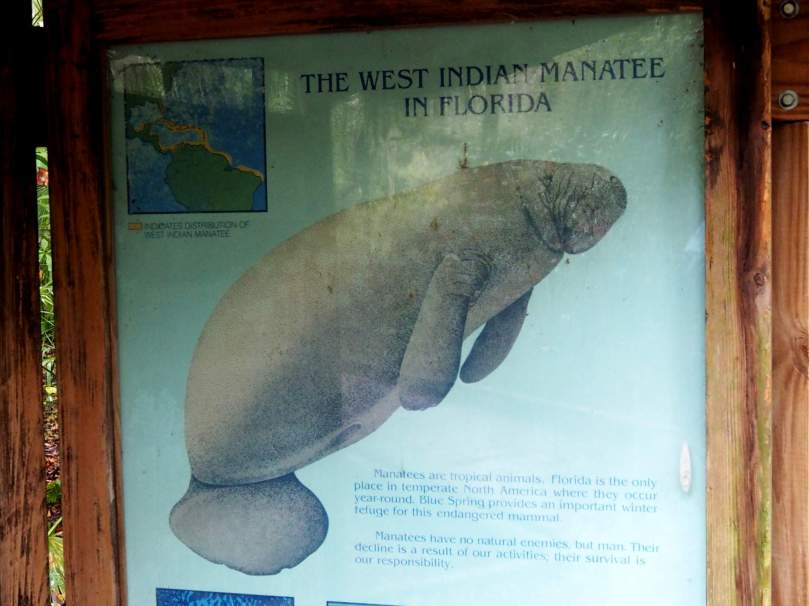 THE WEST INDIAN MANATEE
IN FLORIDA
INDICATES DISTRIBUTION OF
WEST INDIAN MANATEE
Manatees are tropical animals. Florida is the only
place in temperate North America where they occur
year-round. Blue Spring provides an important winter
refuge for this endangered mammal.
Manatees have no natural enemies, but man. Their
decline is a result of our activities; their survival is
our responsibility.